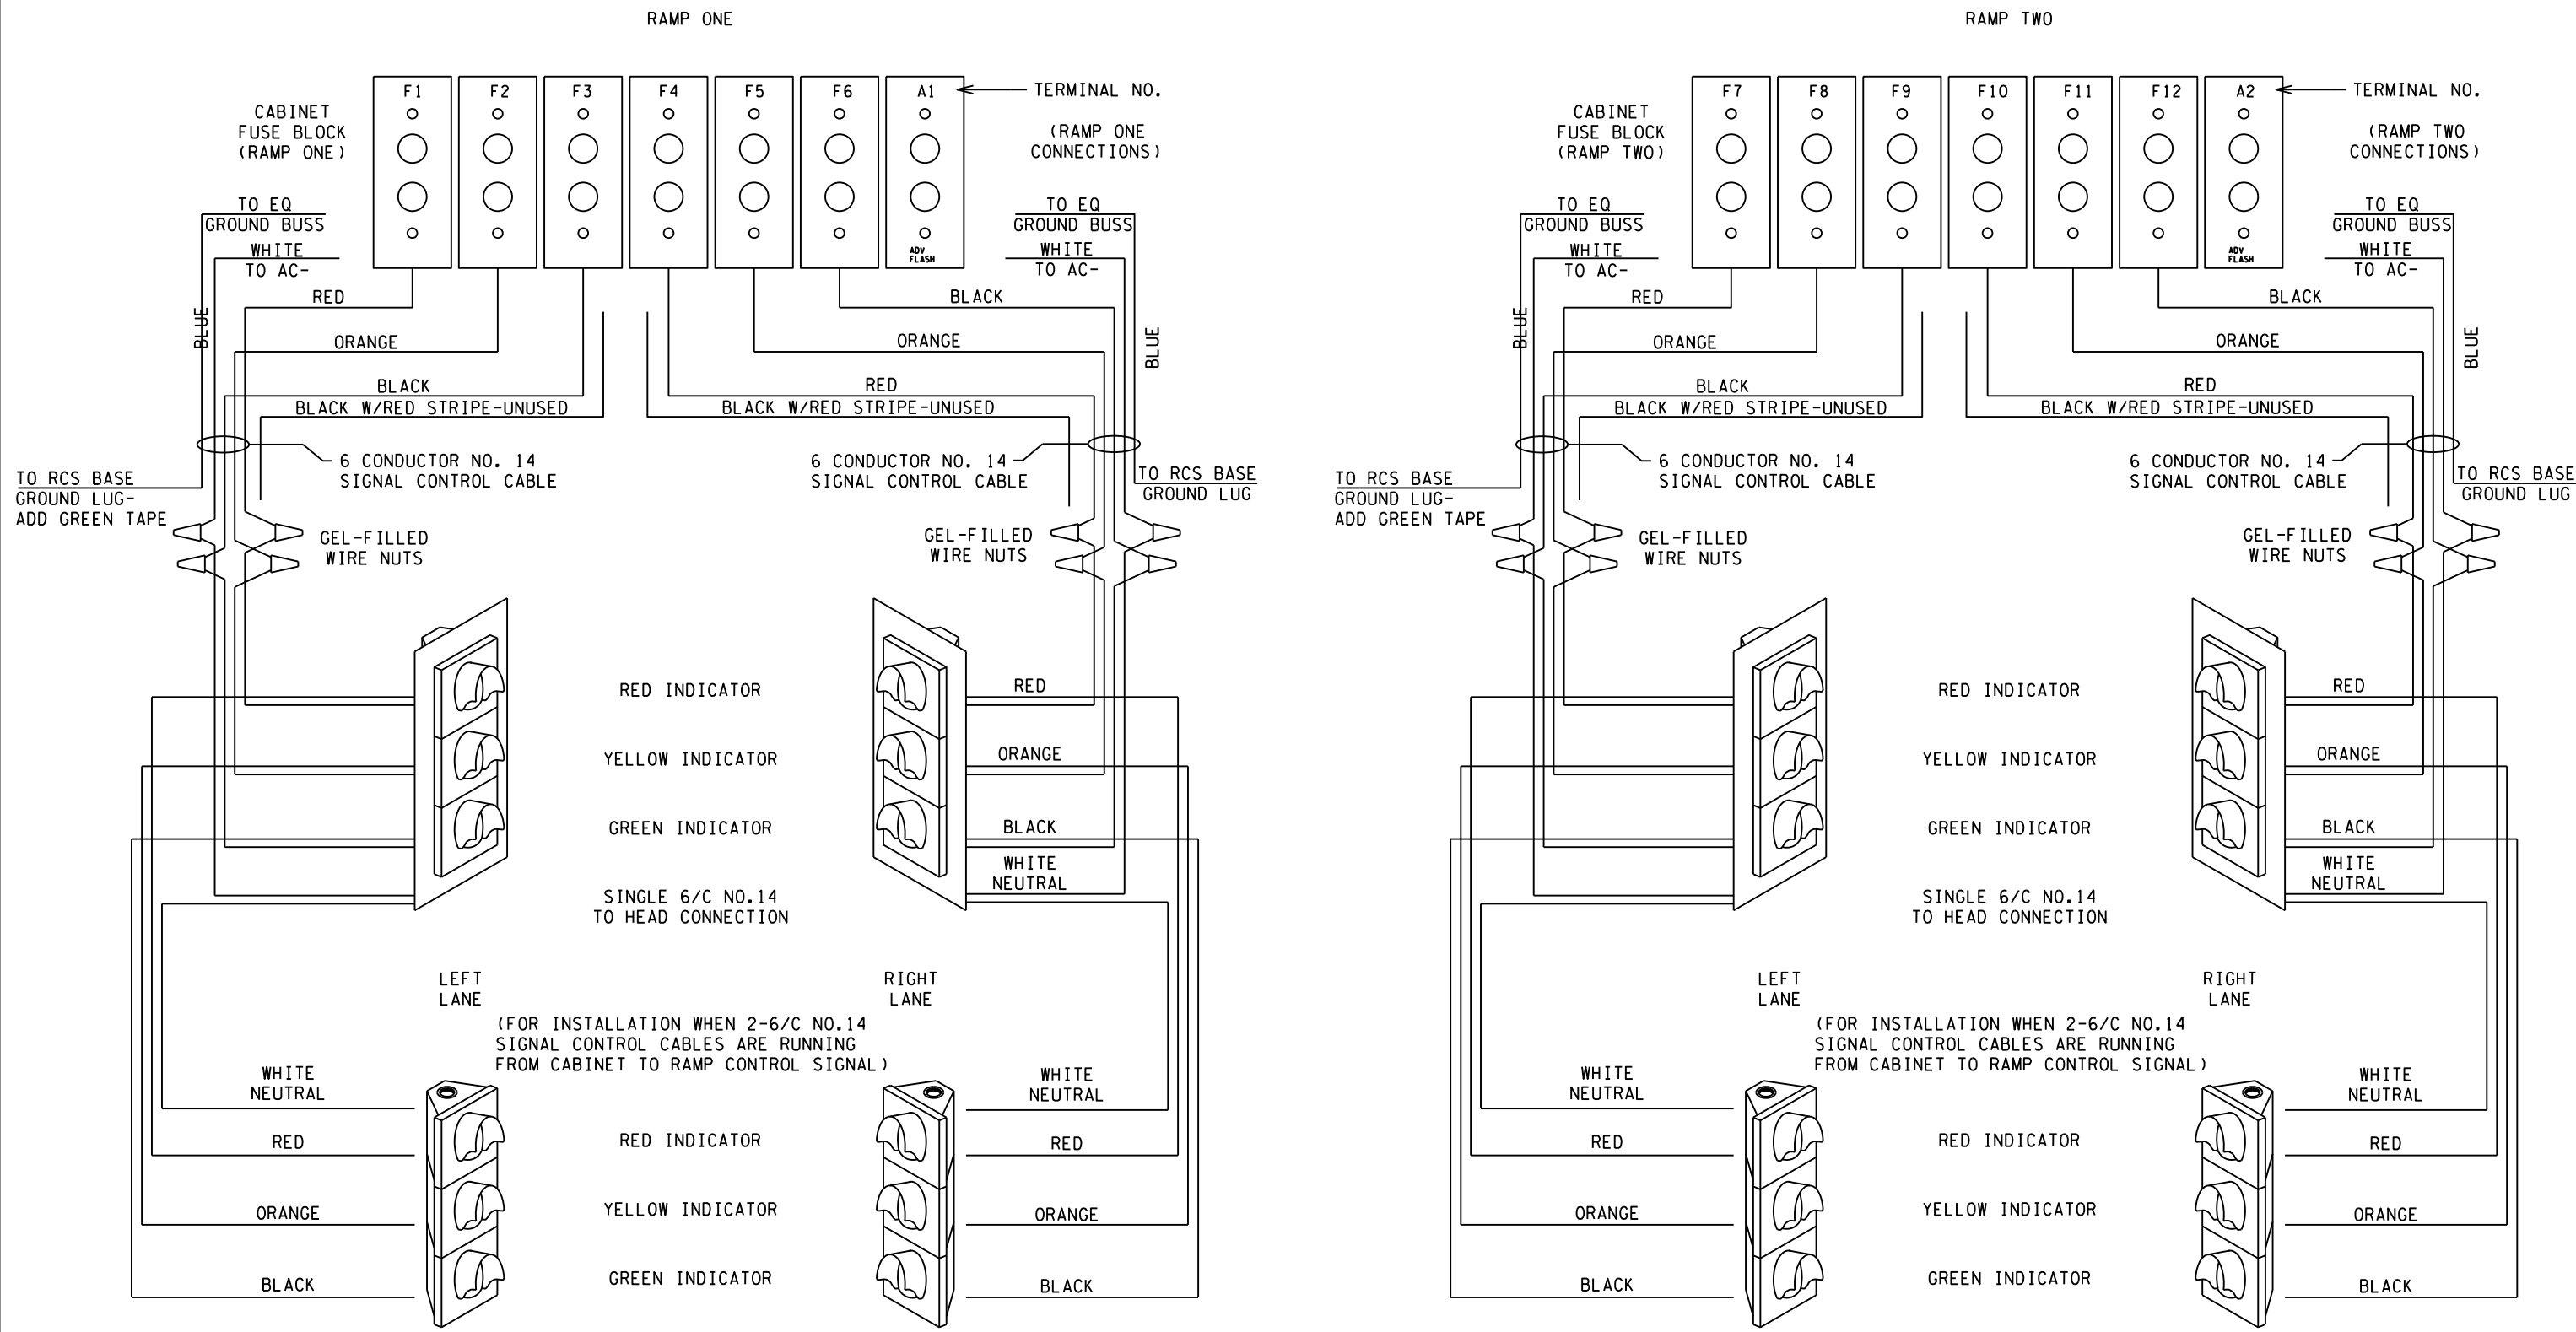 RAMP ONE
F1
F2
F3
F4
F5
F6
A1
TERMINAL NO.
CABINET
FUSE BLOCK
(RAMP ONE)
(RAMP ONE
CONNECTIONS)
TO EQ
GROUND BUSS
WHITE
TO AC-
ADV
FLASH
TO EQ
GROUND BUSS
WHITE
TO AC-
RED
BLACK
BLUE
BLUE
ORANGE
ORANGE
BLACK
RED
BLACK W/RED STRIPE-UNUSED
BLACK W/RED STRIPE-UNUSED
6 CONDUCTOR NO. 14
SIGNAL CONTROL CABLE
6 CONDUCTOR NO. 14
SIGNAL CONTROL CABLE
TO RCS BASE
GROUND LUG-
ADD GREEN TAPE
TO RCS BASE
GROUND LUG
GEL-FILLED
WIRE NUTS
GEL-FILLED
WIRE NUTS
RED INDICATOR
RED
YELLOW INDICATOR
ORANGE
GREEN INDICATOR
BLACK
WHITE
NEUTRAL
SINGLE 6/C NO.14
TO HEAD CONNECTION
LEFT
LANE
RIGHT
LANE
(FOR INSTALLATION WHEN 2-6/C NO.14
SIGNAL CONTROL CABLES ARE RUNNING
FROM CABINET TO RAMP CONTROL SIGNAL)
WHITE
NEUTRAL
WHITE
NEUTRAL
RED
RED INDICATOR
RED
ORANGE
YELLOW INDICATOR
ORANGE
BLACK
GREEN INDICATOR
BLACK
RAMP TWO
F7
F8
F9
F10
F11
F12
A2
TERMINAL NO.
CABINET
FUSE BLOCK
(RAMP TWO)
(RAMP TWO
CONNECTIONS)
TO EQ
GROUND BUSS
WHITE
TO AC-
ADV
FLASH
TO EQ
GROUND BUSS
WHITE
TO AC-
RED
BLACK
BLUE
BLUE
ORANGE
ORANGE
BLACK
RED
BLACK W/RED STRIPE-UNUSED
BLACK W/RED STRIPE-UNUSED
6 CONDUCTOR NO. 14
SIGNAL CONTROL CABLE
6 CONDUCTOR NO. 14
SIGNAL CONTROL CABLE
TO RCS BASE
GROUND LUG-
ADD GREEN TAPE
TO RCS BASE
GROUND LUG
GEL-FILLED
WIRE NUTS
GEL-FILLED
WIRE NUTS
RED INDICATOR
RED
YELLOW INDICATOR
ORANGE
GREEN INDICATOR
BLACK
WHITE
NEUTRAL
SINGLE 6/C NO.14
TO HEAD CONNECTION
LEFT
LANE
RIGHT
LANE
(FOR INSTALLATION WHEN 2-6/C NO.14
SIGNAL CONTROL CABLES ARE RUNNING
FROM CABINET TO RAMP CONTROL SIGNAL)
WHITE
NEUTRAL
WHITE
NEUTRAL
RED
RED INDICATOR
RED
ORANGE
YELLOW INDICATOR
ORANGE
BLACK
GREEN INDICATOR
BLACK